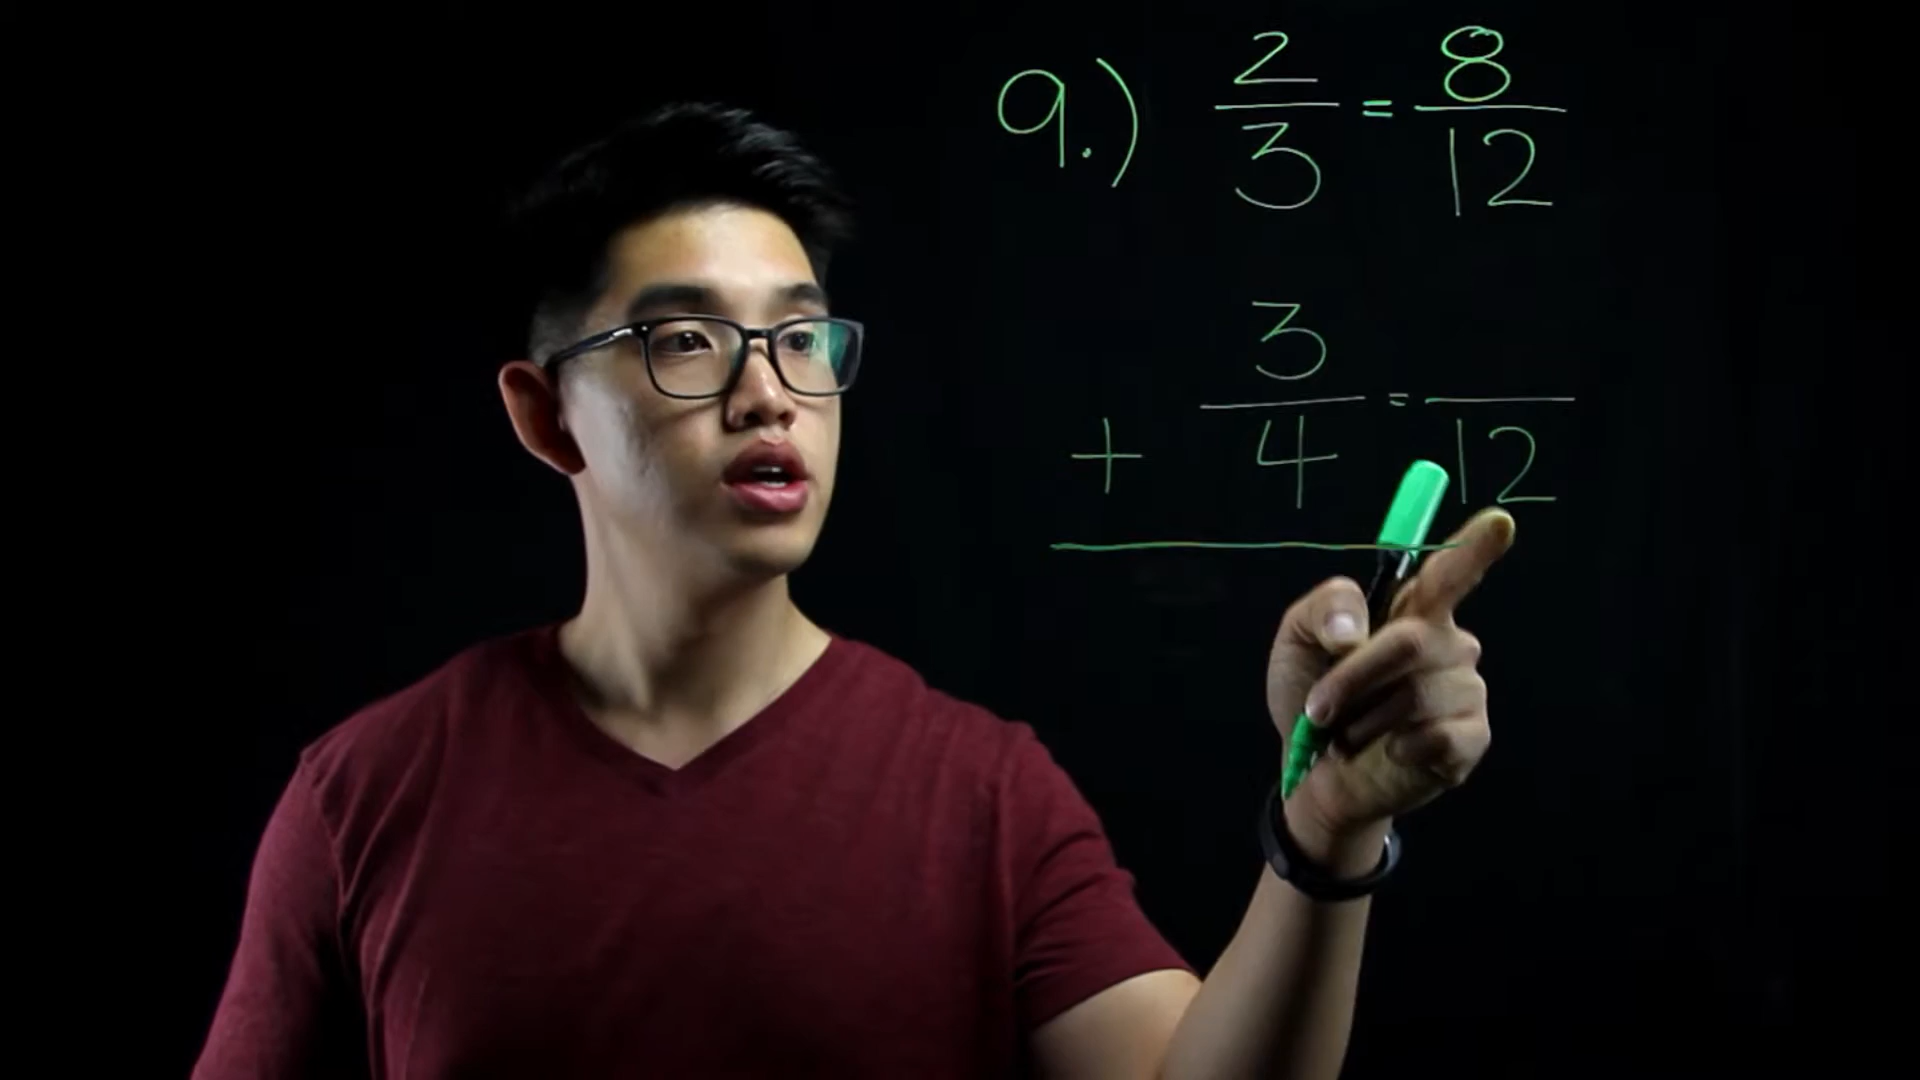 9.) 2/3 = 8/12
+ 3/4 = /12